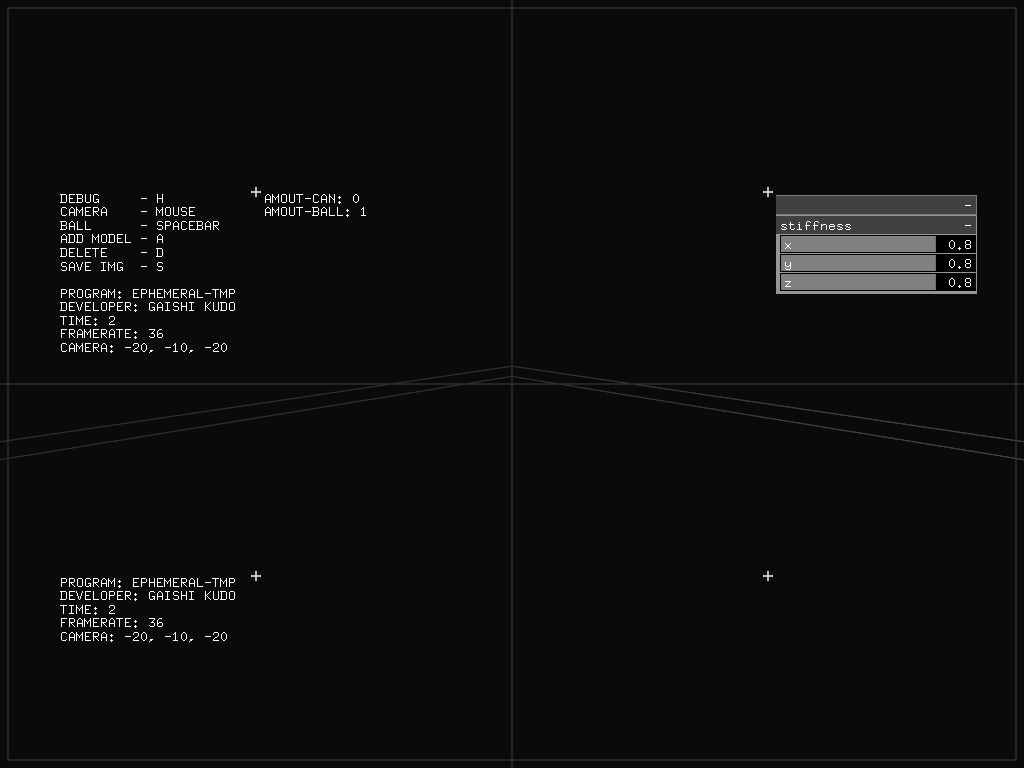 DEBUG - H
CAMERA - MOUSE
BALL - SPACEBAR
ADD MODEL - A
DELETE - D
SAVE IMG - S
PROGRAM: EPHEMERAL-TMP
DEVELOPER: GAISHI KUDO
TIME: 2
FRAMERATE: 36
CAMERA: -20, -10, -20
AMOUT-CAN: 0
AMOUT-BALL: 1
-
stiffness -
x 0.8
y 0.8
z 0.8
PROGRAM: EPHEMERAL-TMP
DEVELOPER: GAISHI KUDO
TIME: 2
FRAMERATE: 36
CAMERA: -20, -10, -20